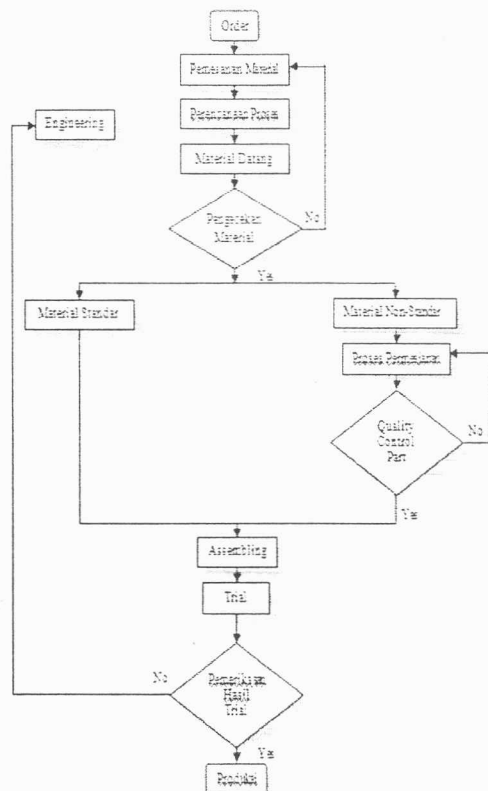 Order
Pemesanan Material
Perencanaan Proses
Engineering
Material Datang
Pengecekan
Material
No
Yes
Material Standar
Material Non-Standar
Proses Permesinan
Quality
Control
Part
No
Yes
Assembling
Trial
No
Pemeriksaan
Hasil
Trial
Yes
Produksi